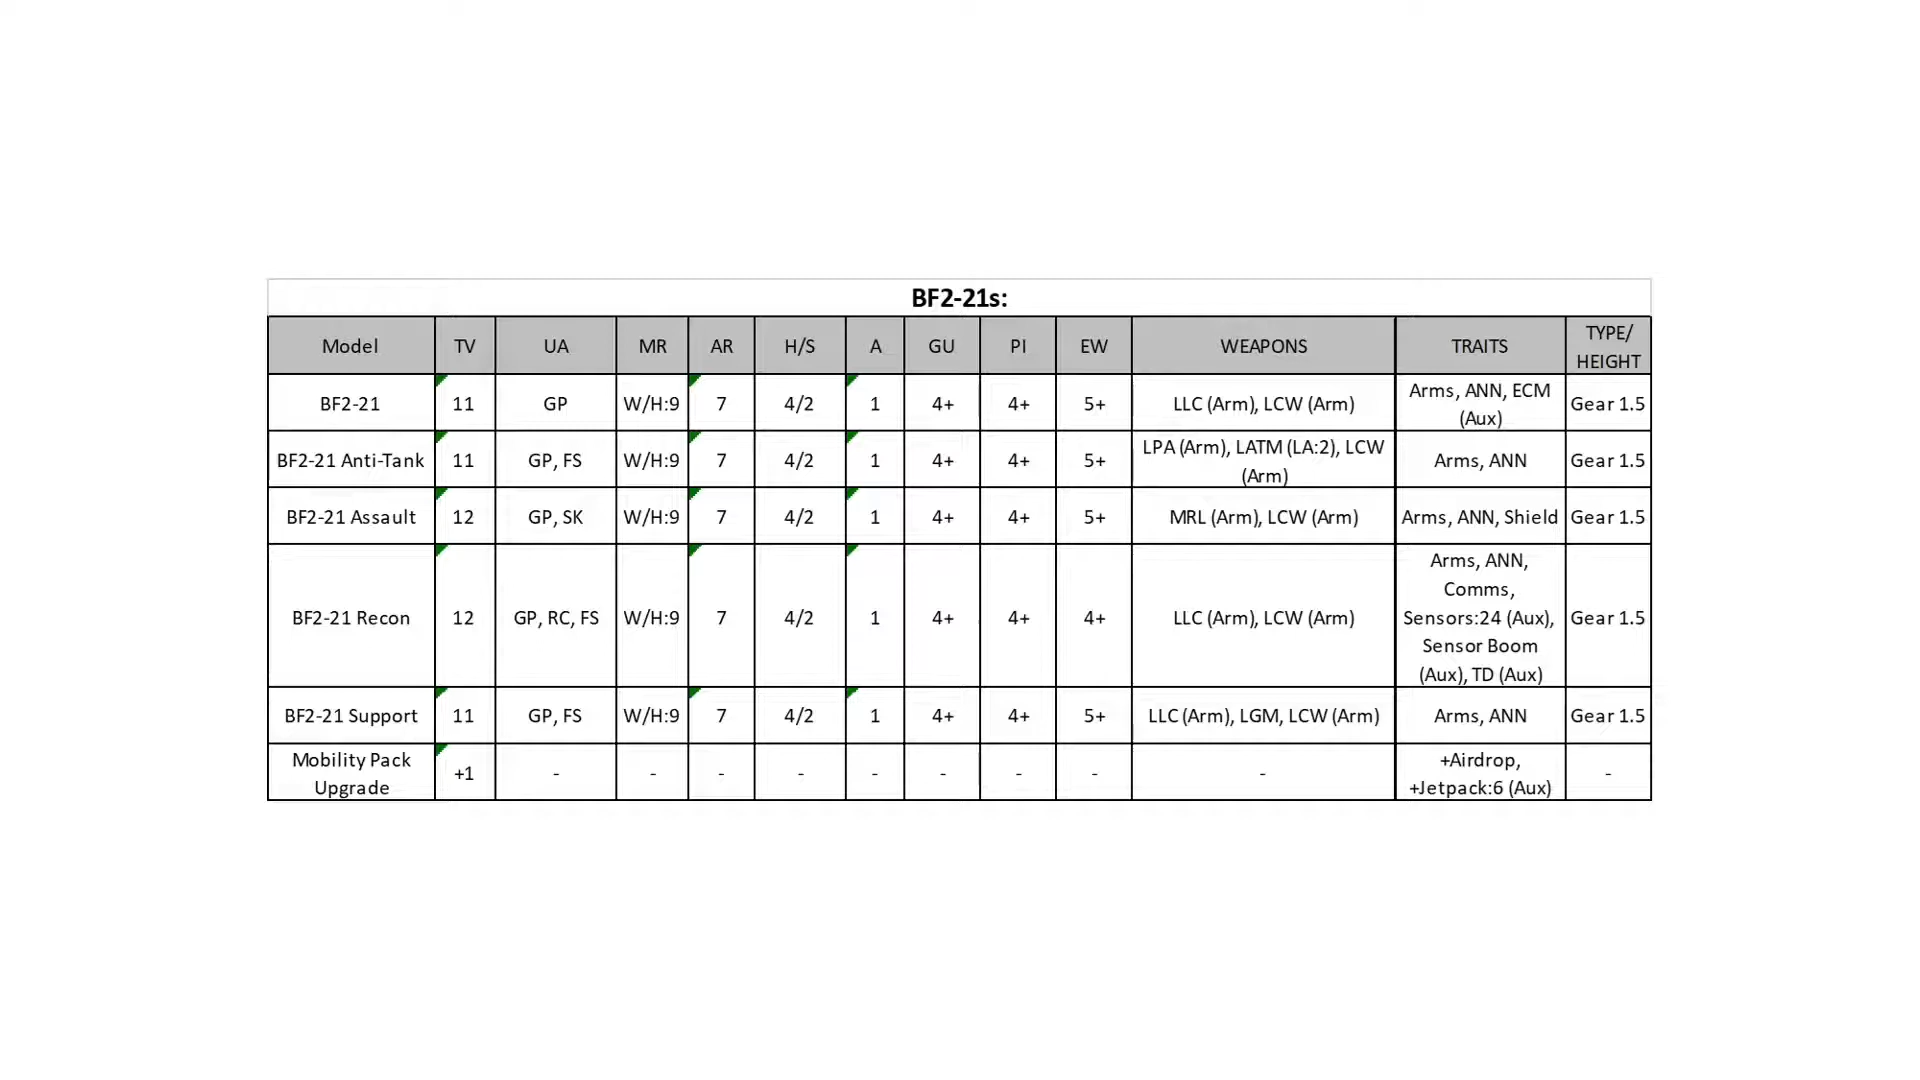 BF2-21s:
Model TV UA MR AR H/S A GU PI EW WEAPONS TRAITS TYPE/
HEIGHT
BF2-21 11 GP W/H:9 7 4/2 1 4+ 4+ 5+ LLC (Arm), LCW (Arm) Arms, ANN, ECM
(Aux) Gear 1.5
BF2-21 Anti-Tank 11 GP, FS W/H:9 7 4/2 1 4+ 4+ 5+ LPA (Arm), LATM (LA:2), LCW
(Arm) Arms, ANN Gear 1.5
BF2-21 Assault 12 GP, SK W/H:9 7 4/2 1 4+ 4+ 5+ MRL (Arm), LCW (Arm) Arms, ANN, Shield Gear 1.5
BF2-21 Recon 12 GP, RC, FS W/H:9 7 4/2 1 4+ 4+ 4+ LLC (Arm), LCW (Arm) Arms, ANN,
Comms,
Sensors:24 (Aux),
Sensor Boom
(Aux), TD (Aux) Gear 1.5
BF2-21 Support 11 GP, FS W/H:9 7 4/2 1 4+ 4+ 5+ LLC (Arm), LGM, LCW (Arm) Arms, ANN Gear 1.5
Mobility Pack
Upgrade +1 - - - - - - - - - +Airdrop,
+Jetpack:6 (Aux) -